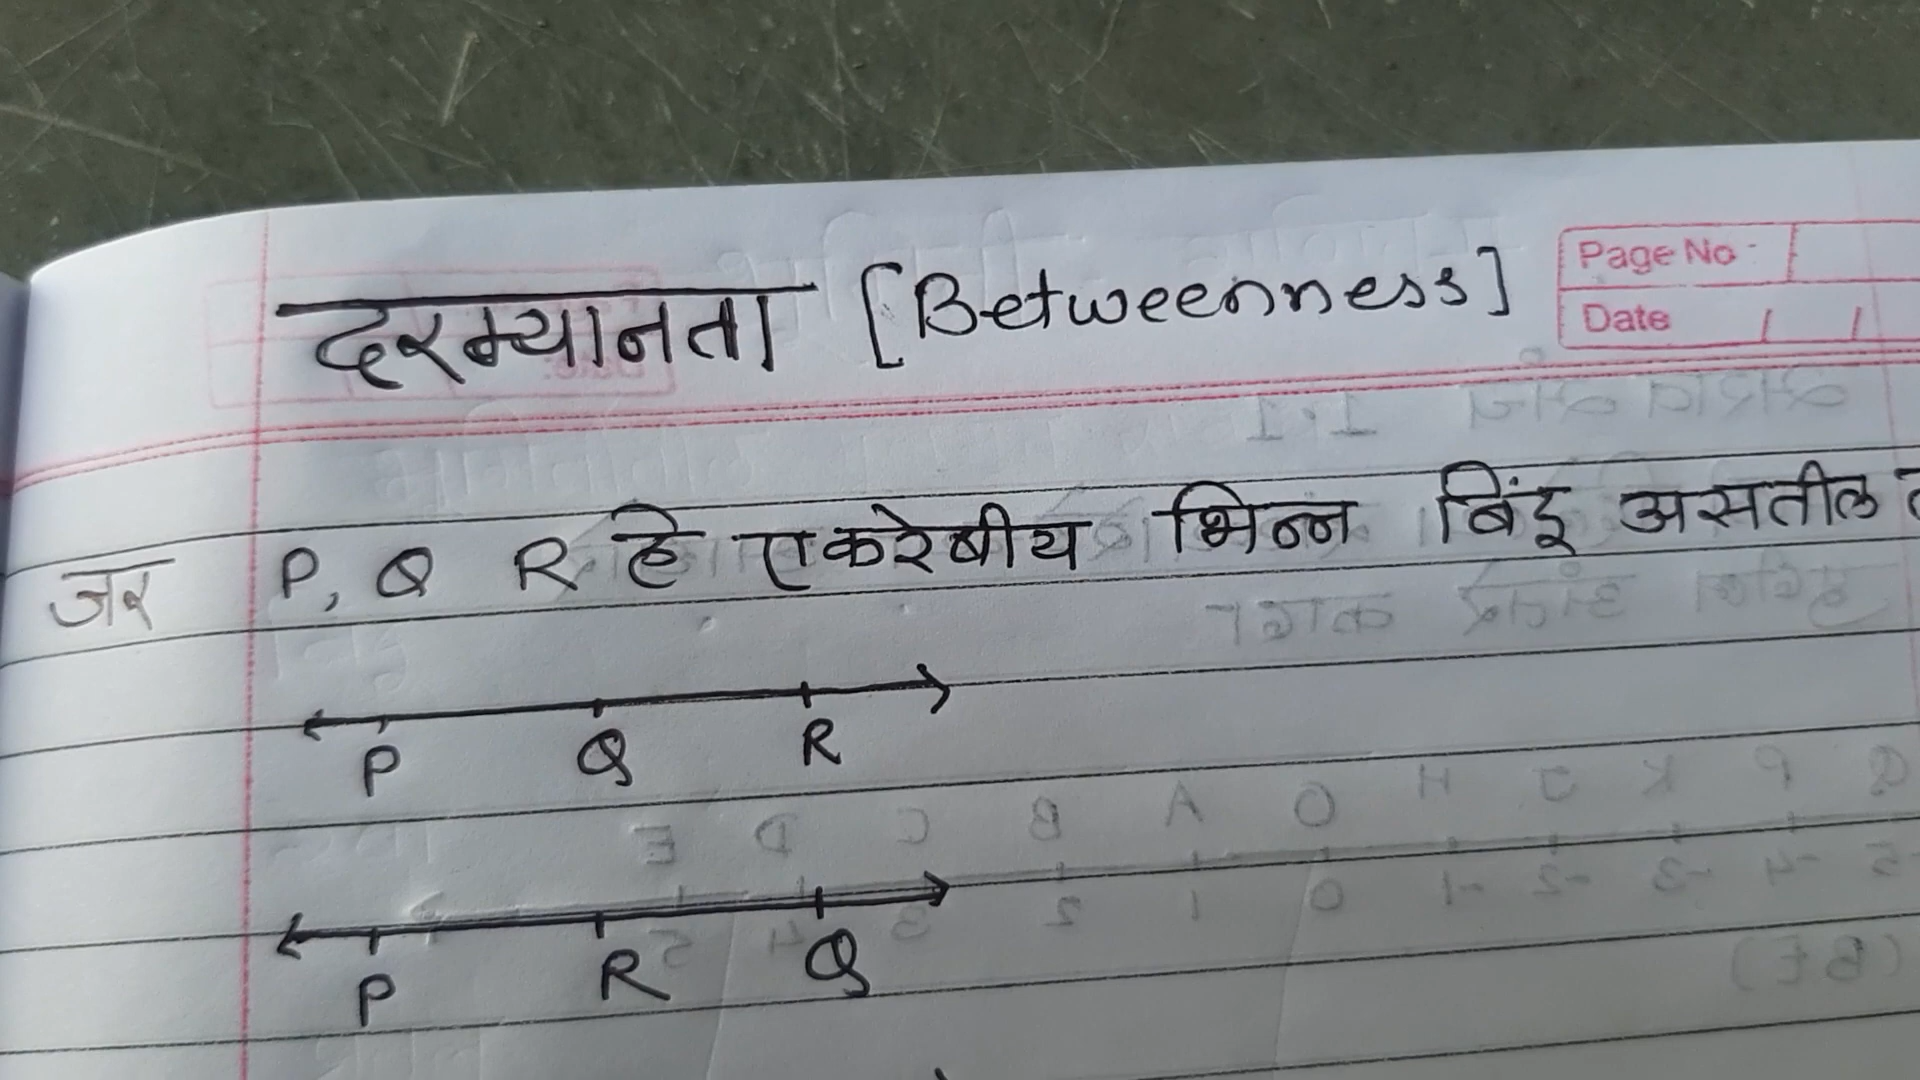 दरम्यानता [Betweenness]
Page No
Date / /
जर P, Q R हे एकरेषीय भिन्न बिंदू असतील
P Q R
P R Q